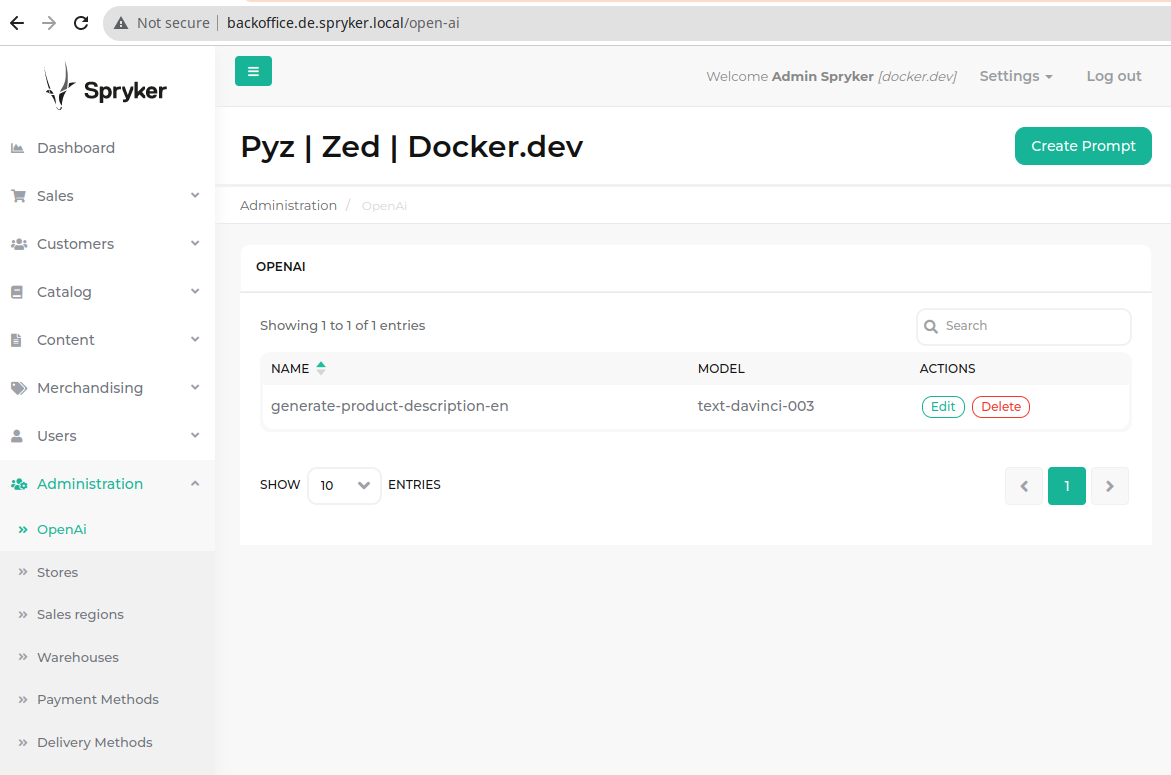 Not secure | backoffice.de.spryker.local/open-ai
Spryker
Welcome Admin Spryker [docker.dev] Settings Log out
Dashboard
Sales
Customers
Catalog
Content
Merchandising
Users
Administration
OpenAi
Stores
Sales regions
Warehouses
Payment Methods
Delivery Methods
Pyz | Zed | Docker.dev
Create Prompt
Administration / OpenAi
OPENAI
Showing 1 to 1 of 1 entries
Search
NAME MODEL ACTIONS
generate-product-description-en text-davinci-003 Edit Delete
SHOW 10 ENTRIES
1